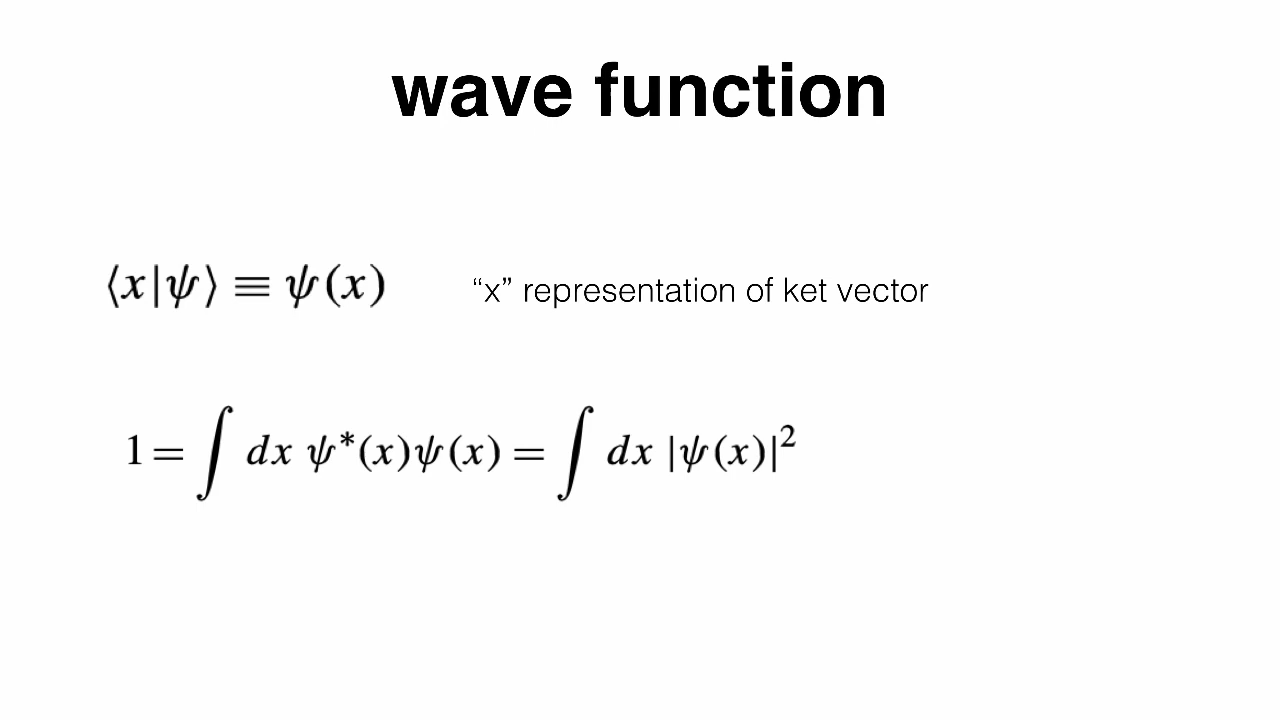 wave function
⟨x|ψ⟩ ≡ ψ(x) “x” representation of ket vector
1 = ∫ dx ψ*(x)ψ(x) = ∫ dx |ψ(x)|²